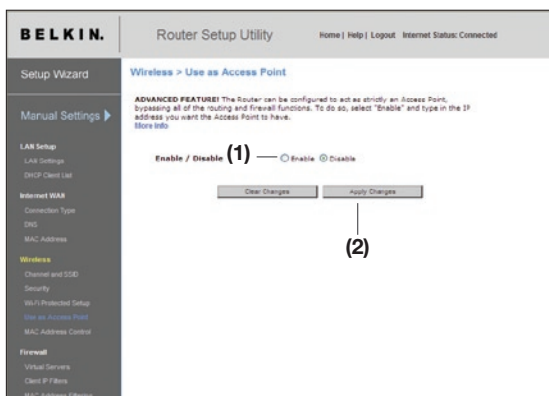 BELKIN.
Router Setup Utility
Home | Help | Logout Internet Status: Connected
Setup Wizard
Manual Settings
LAN Setup
LAN Settings
DHCP Client List
Internet WAN
Connection Type
DNS
MAC Address
Wireless
Channel and SSID
Security
Wi-Fi Protected Setup
Use as Access Point
MAC Address Control
Firewall
Virtual Servers
Client IP Filters
MAC Address Filtering
Wireless > Use as Access Point
ADVANCED FEATURE! The Router can be configured to act as strictly an Access Point,
bypassing all of the routing and firewall functions. To do so, select "Enable" and type in the IP
address you want the Access Point to have.
More Info
Enable / Disable (1) Enable Disable
Clear Changes Apply Changes
(2)